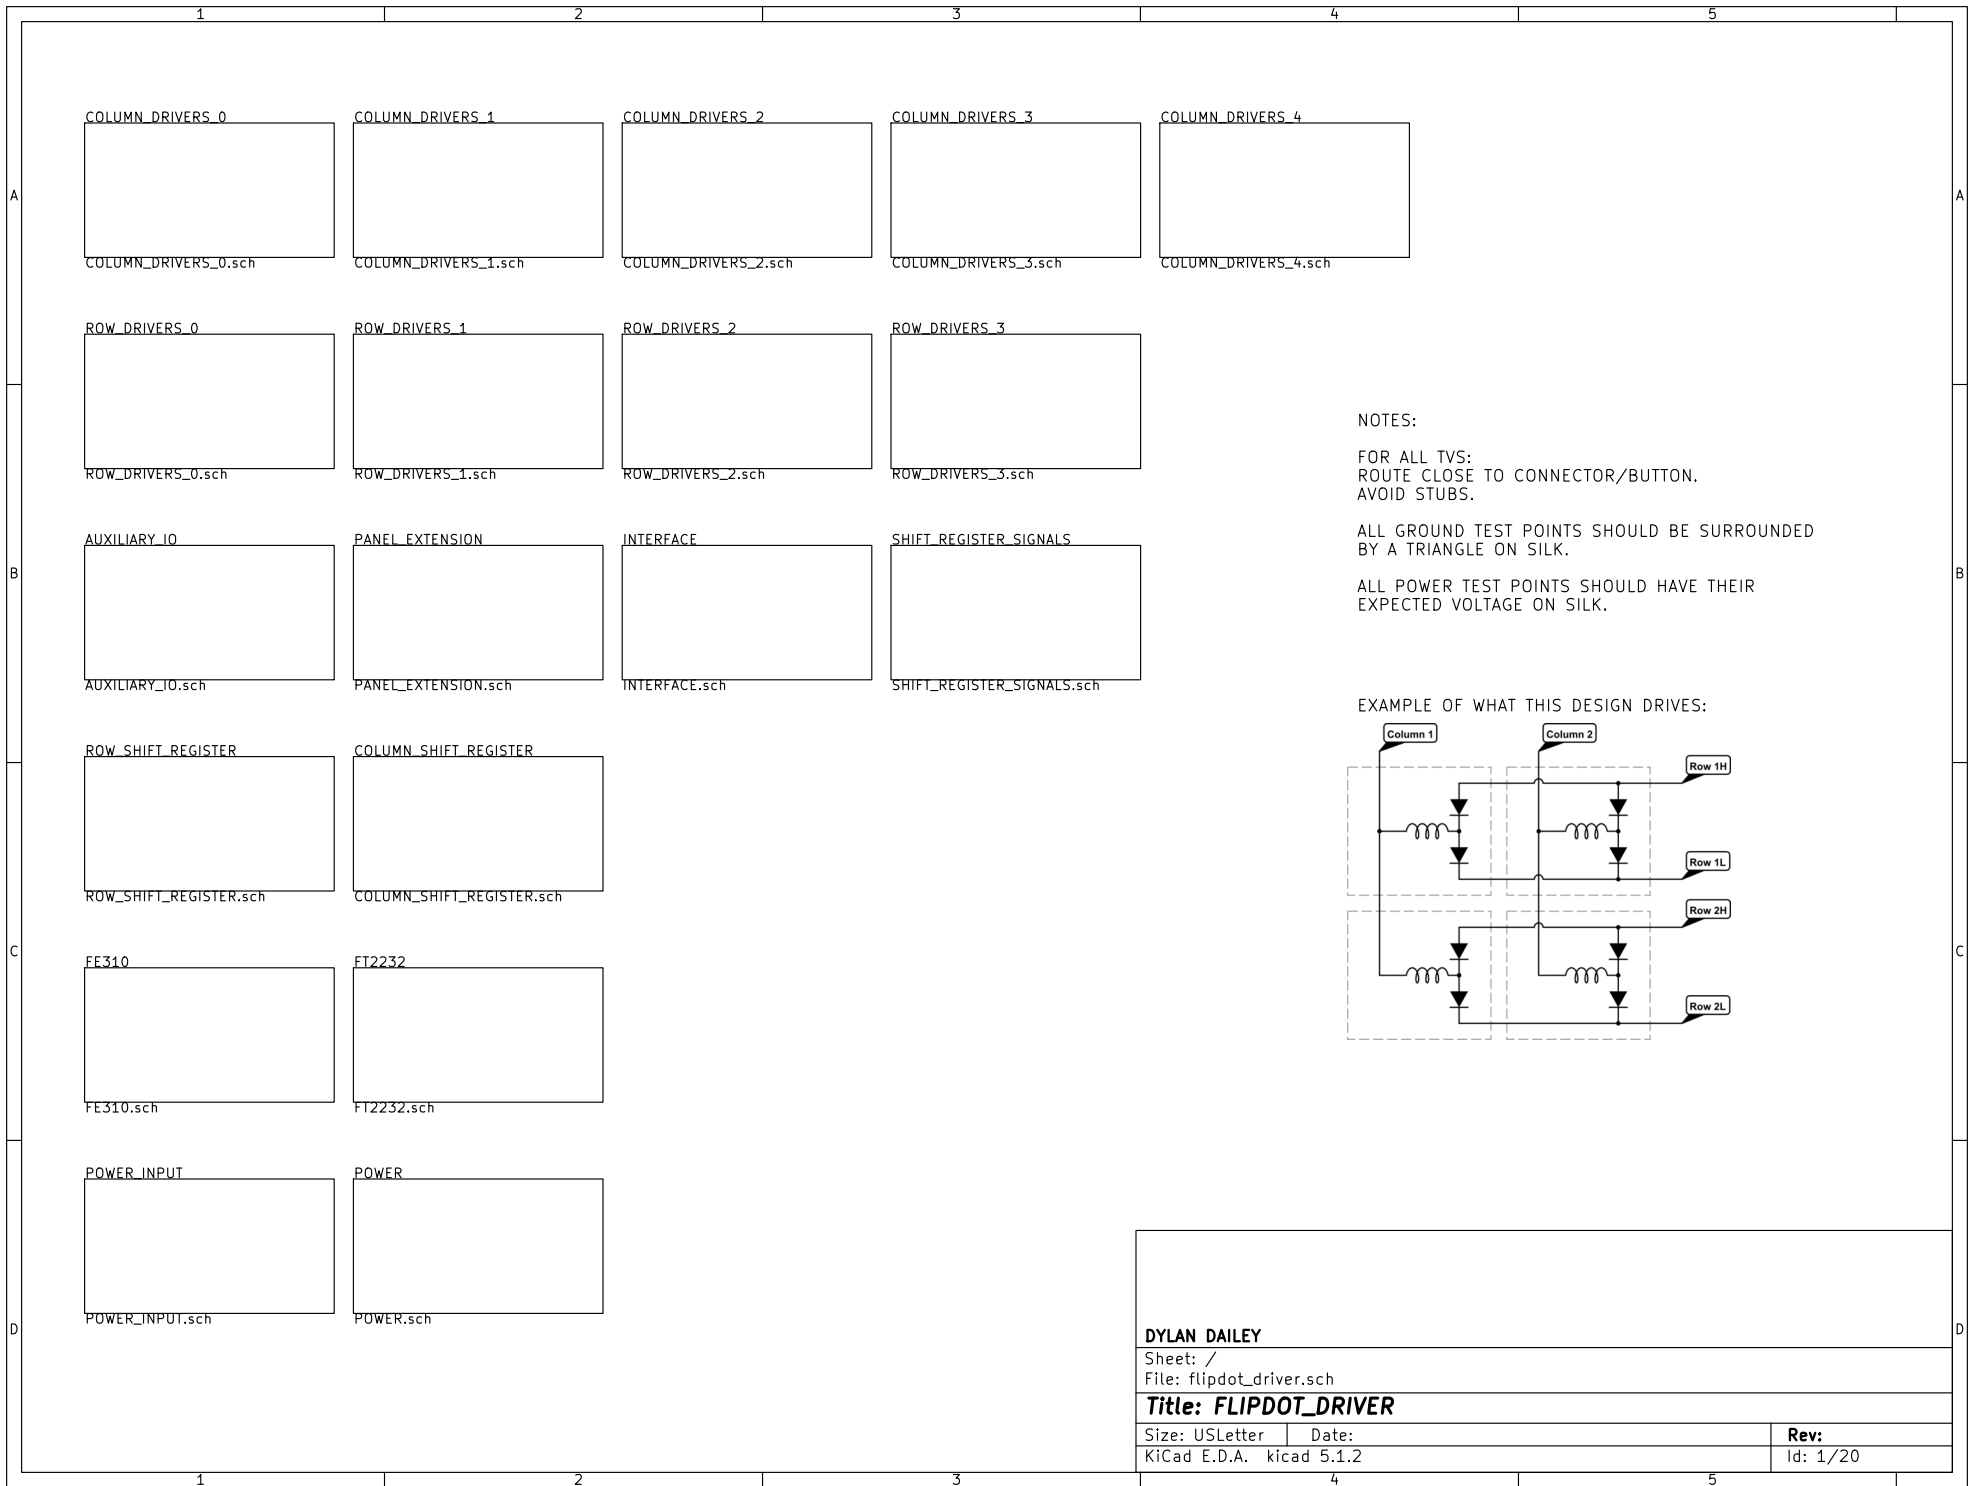 1 2 3 4 5
COLUMN_DRIVERS_0 COLUMN_DRIVERS_1 COLUMN_DRIVERS_2 COLUMN_DRIVERS_3 COLUMN_DRIVERS_4
A A
COLUMN_DRIVERS_0.sch COLUMN_DRIVERS_1.sch COLUMN_DRIVERS_2.sch COLUMN_DRIVERS_3.sch COLUMN_DRIVERS_4.sch
ROW_DRIVERS_0 ROW_DRIVERS_1 ROW_DRIVERS_2 ROW_DRIVERS_3
ROW_DRIVERS_0.sch ROW_DRIVERS_1.sch ROW_DRIVERS_2.sch ROW_DRIVERS_3.sch
NOTES:
FOR ALL TVS:
ROUTE CLOSE TO CONNECTOR/BUTTON.
AVOID STUBS.
ALL GROUND TEST POINTS SHOULD BE SURROUNDED
BY A TRIANGLE ON SILK.
ALL POWER TEST POINTS SHOULD HAVE THEIR
EXPECTED VOLTAGE ON SILK.
AUXILIARY_IO PANEL_EXTENSION INTERFACE SHIFT_REGISTER_SIGNALS
B B
AUXILIARY_IO.sch PANEL_EXTENSION.sch INTERFACE.sch SHIFT_REGISTER_SIGNALS.sch
EXAMPLE OF WHAT THIS DESIGN DRIVES:
Column 1 Column 2
Row 1H
Row 1L
Row 2H
Row 2L
ROW_SHIFT_REGISTER COLUMN_SHIFT_REGISTER
ROW_SHIFT_REGISTER.sch COLUMN_SHIFT_REGISTER.sch
C C
FE310 FT2232
FE310.sch FT2232.sch
POWER_INPUT POWER
POWER_INPUT.sch POWER.sch
D D
DYLAN DAILEY
Sheet: /
File: flipdot_driver.sch
Title: FLIPDOT_DRIVER
Size: USLetter Date: Rev:
KiCad E.D.A. kicad 5.1.2 Id: 1/20
1 2 3 4 5